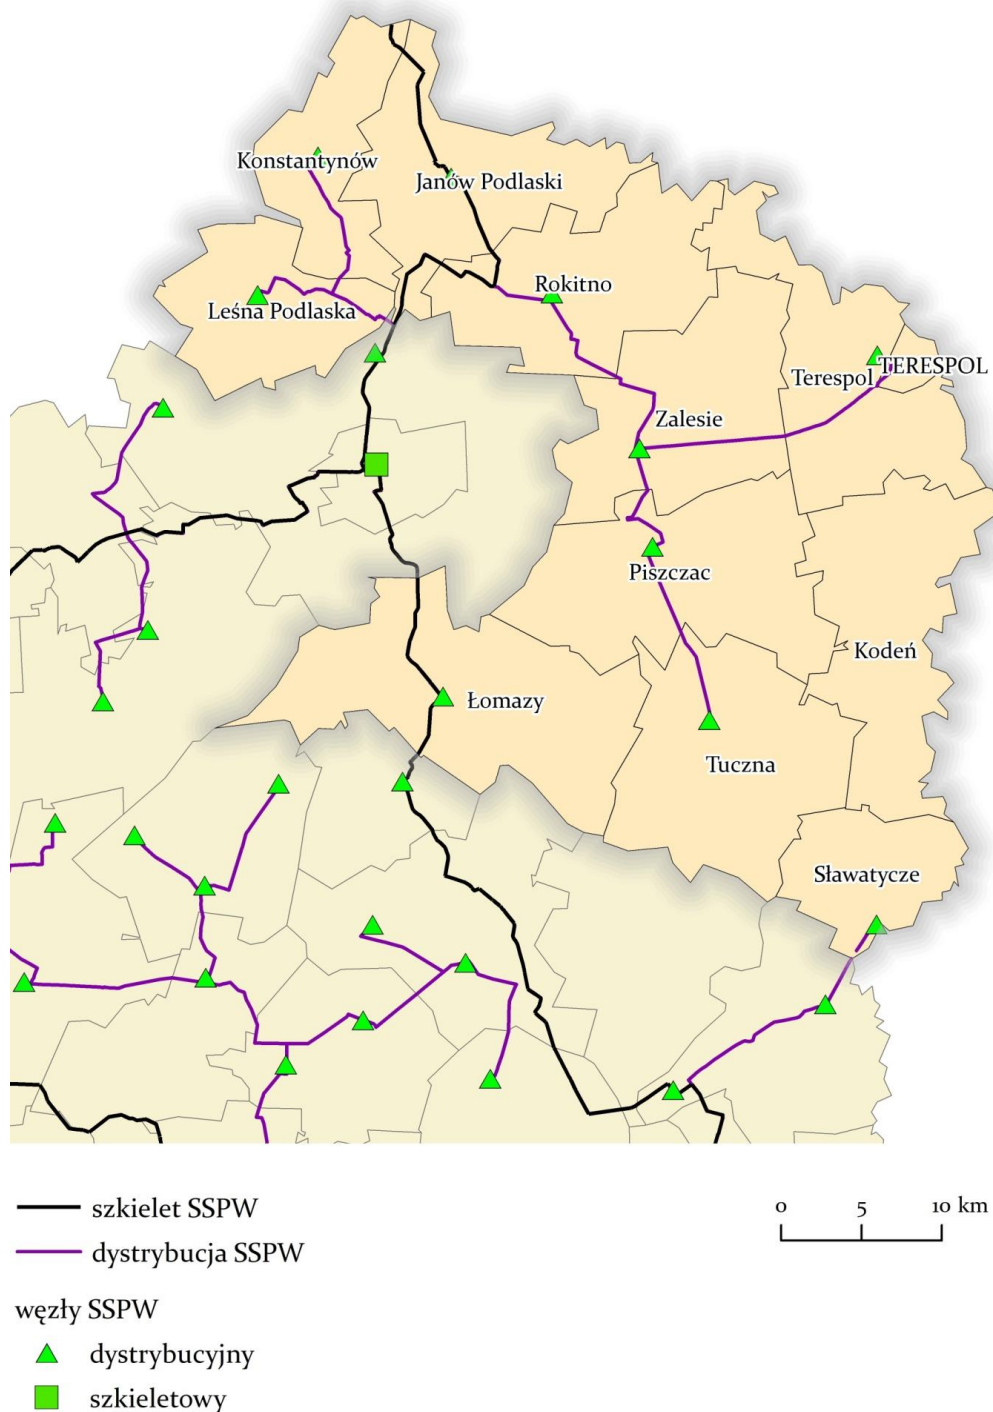 Konstantynów
Janów Podlaski
Rokitno
Leśna Podlaska
Terespol
TERESPOL
Zalesie
Piszczac
Kodeń
Łomazy
Tuczna
Sławatycze
szkielet SSPW
0 5 10 km
dystrybucja SSPW
węzły SSPW
dystrybucyjny
szkieletowy